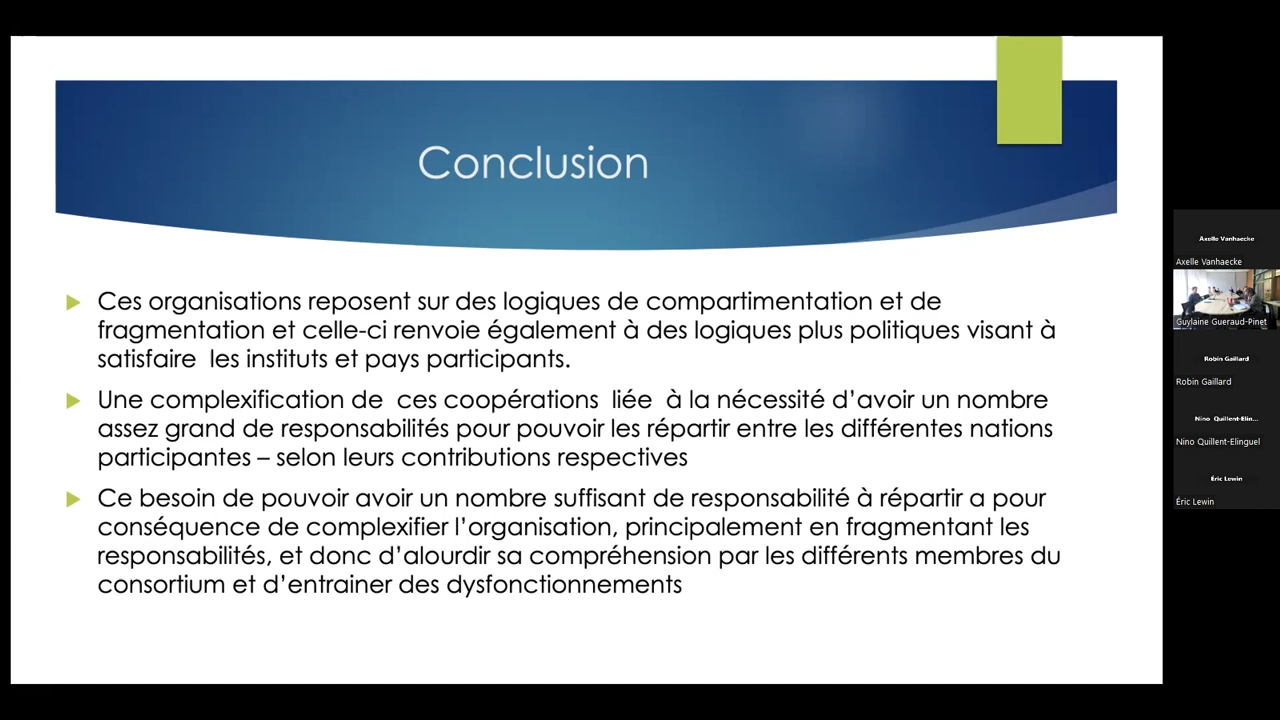 Conclusion
Ces organisations reposent sur des logiques de compartimentation et de
fragmentation et celle-ci renvoie également à des logiques plus politiques visant à
satisfaire  les instituts et pays participants.
Une complexification de  ces coopérations  liée  à la nécessité d’avoir un nombre
assez grand de responsabilités pour pouvoir les répartir entre les différentes nations
participantes – selon leurs contributions respectives
Ce besoin de pouvoir avoir un nombre suffisant de responsabilité à répartir a pour
conséquence de complexifier l’organisation, principalement en fragmentant les
responsabilités, et donc d’alourdir sa compréhension par les différents membres du
consortium et d’entrainer des dysfonctionnements
Axelle Vanhaecke
Axelle Vanhaecke
Guylaine Gueraud-Pinet
Robin Gaillard
Robin Gaillard
Nino Quillent-Elin...
Nino Quillent-Elinguel
Éric Lewin
Éric Lewin